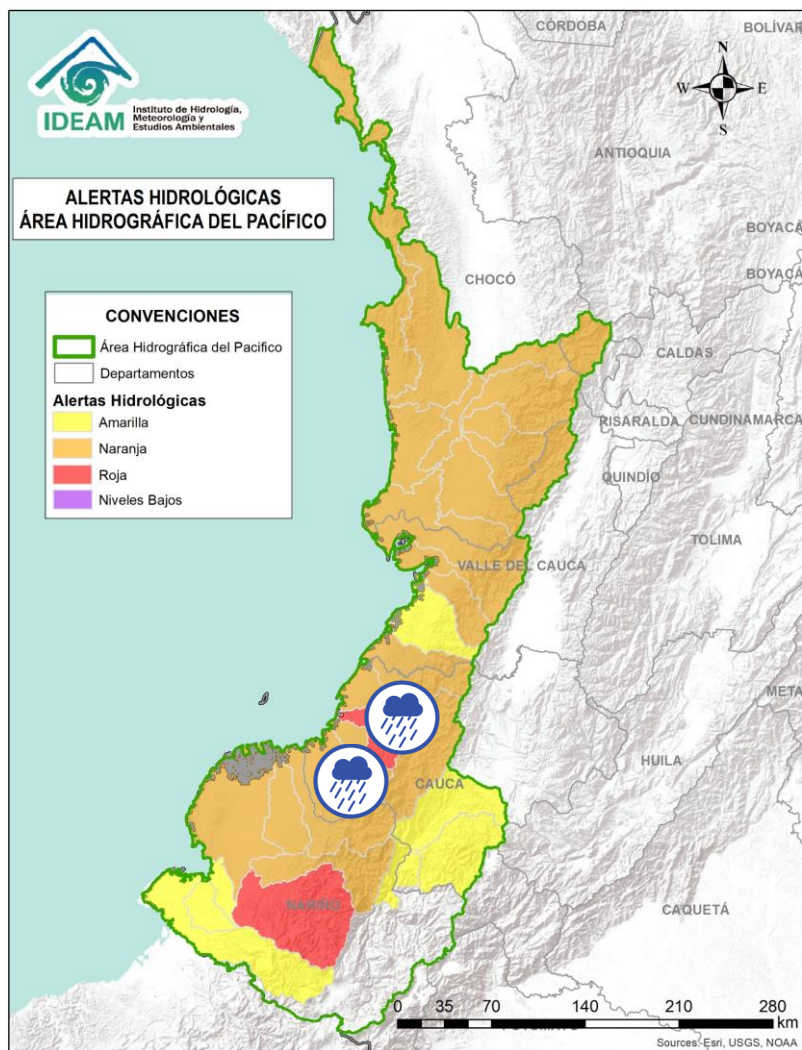 CÓRDOBA
BOLÍVAR
IDEAM
Instituto de Hidrología,
Meteorología y
Estudios Ambientales
N
W
E
S
ANTIOQUIA
ALERTAS HIDROLÓGICAS
ÁREA HIDROGRÁFICA DEL PACÍFICO
BOYACÁ
BOYACÁ
CHOCÓ
CONVENCIONES
Área Hidrográfica del Pacifico
Departamentos
Alertas Hidrológicas
Amarilla
Naranja
Roja
Niveles Bajos
CALDAS
RISARALDA
CUNDINAMARCA
QUINDÍO
TOLIMA
VALLE DEL CAUCA
META
HUILA
CAUCA
NARIÑO
CAQUETÁ
0 35 70 140 210 280
km
Sources: Esri, USGS, NOAA